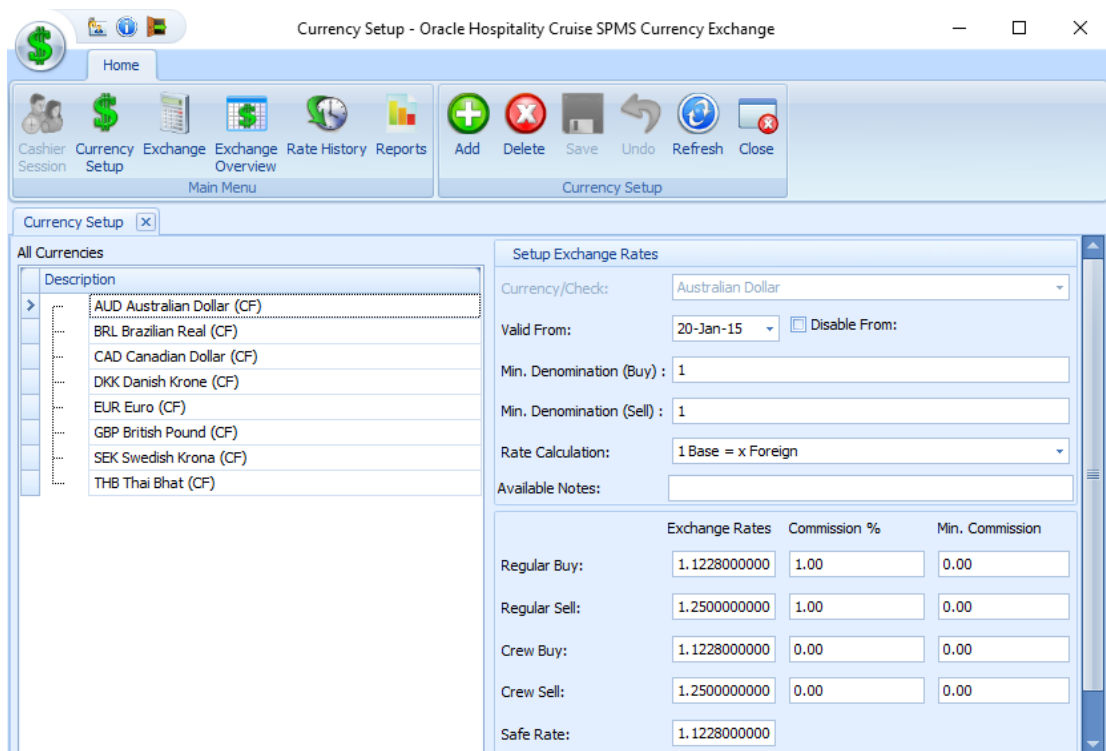 Currency Setup - Oracle Hospitality Cruise SPMS Currency Exchange
Home
Cashier Session
Currency Setup
Exchange
Exchange Overview
Rate History
Reports
Main Menu
Add
Delete
Save
Undo
Refresh
Close
Currency Setup
Currency Setup
All Currencies
Description
AUD Australian Dollar (CF)
BRL Brazilian Real (CF)
CAD Canadian Dollar (CF)
DKK Danish Krone (CF)
EUR Euro (CF)
GBP British Pound (CF)
SEK Swedish Krona (CF)
THB Thai Bhat (CF)
Setup Exchange Rates
Currency/Check: Australian Dollar
Valid From: 20-Jan-15 Disable From:
Min. Denomination (Buy) : 1
Min. Denomination (Sell) : 1
Rate Calculation: 1 Base = x Foreign
Available Notes:
Exchange Rates Commission % Min. Commission
Regular Buy: 1.1228000000 1.00 0.00
Regular Sell: 1.2500000000 1.00 0.00
Crew Buy: 1.1228000000 0.00 0.00
Crew Sell: 1.2500000000 0.00 0.00
Safe Rate: 1.1228000000